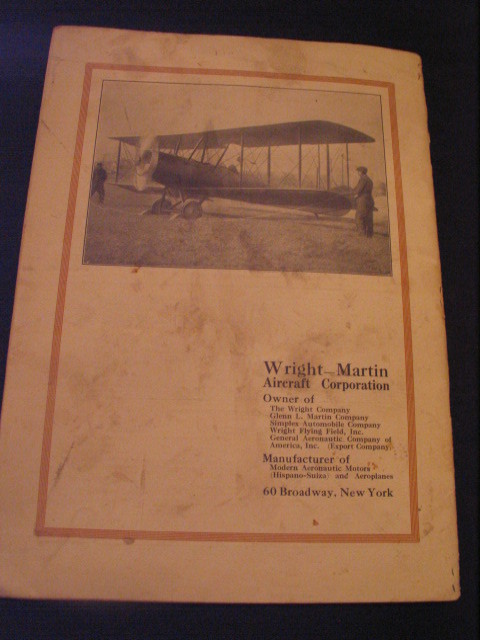 Wright-Martin
Aircraft Corporation
Owner of
The Wright Company
Glenn L. Martin Company
Simplex Automobile Company
Wright Flying Field, Inc.
General Aeronautic Company of
America, Inc. (Export Company)
Manufacturer of
Modern Aeronautic Motors
(Hispano-Suiza) and Aeroplanes
60 Broadway, New York